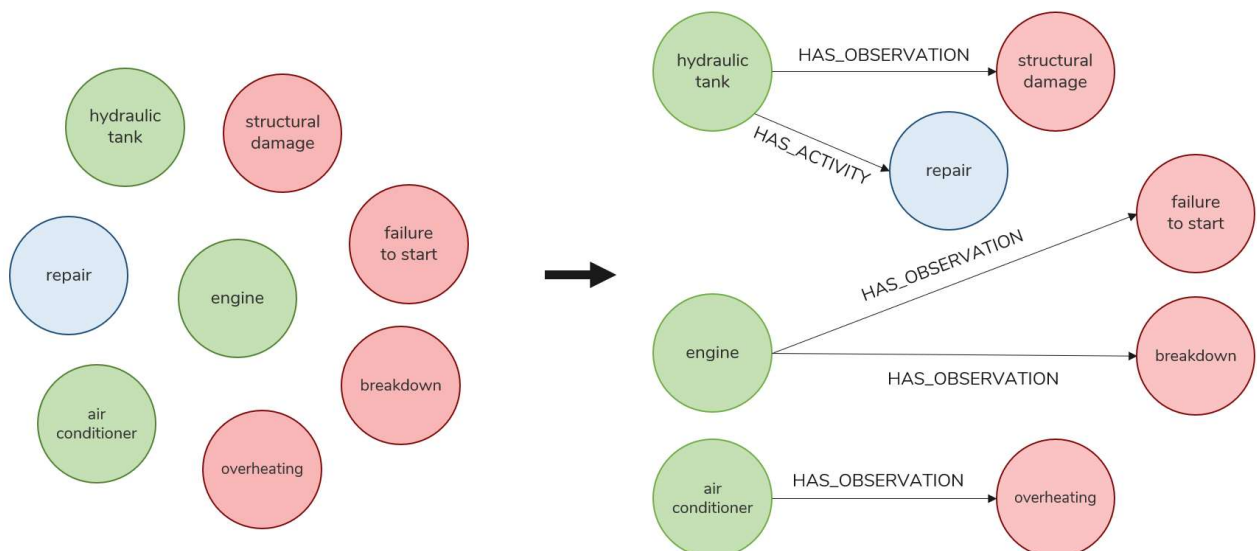 hydraulic
tank
structural
damage
failure
to start
repair
engine
breakdown
air
conditioner
overheating
hydraulic
tank
HAS_OBSERVATION
structural
damage
HAS_ACTIVITY
repair
failure
to start
HAS_OBSERVATION
engine
breakdown
HAS_OBSERVATION
air
conditioner
HAS_OBSERVATION
overheating